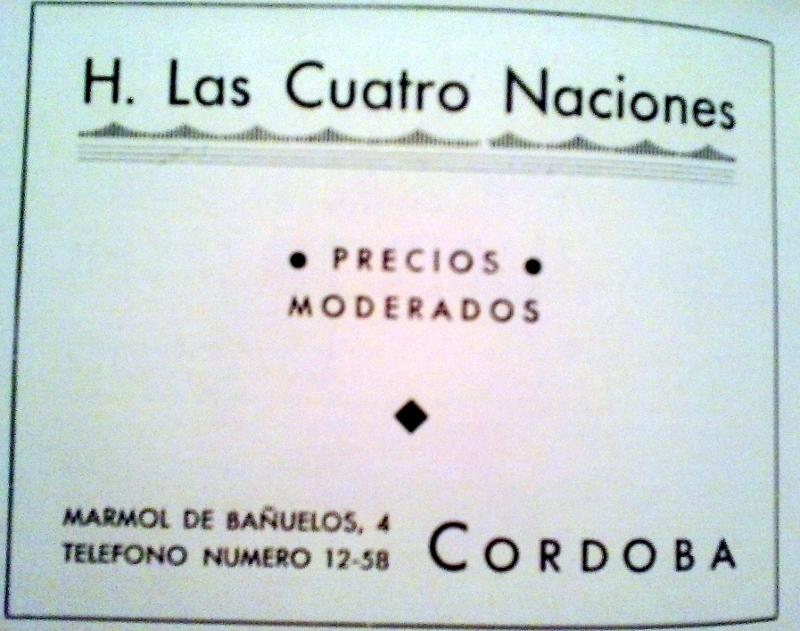 H. Las Cuatro Naciones
• PRECIOS •
MODERADOS
MARMOL DE BAÑUELOS, 4
TELEFONO NUMERO 12-58
CORDOBA